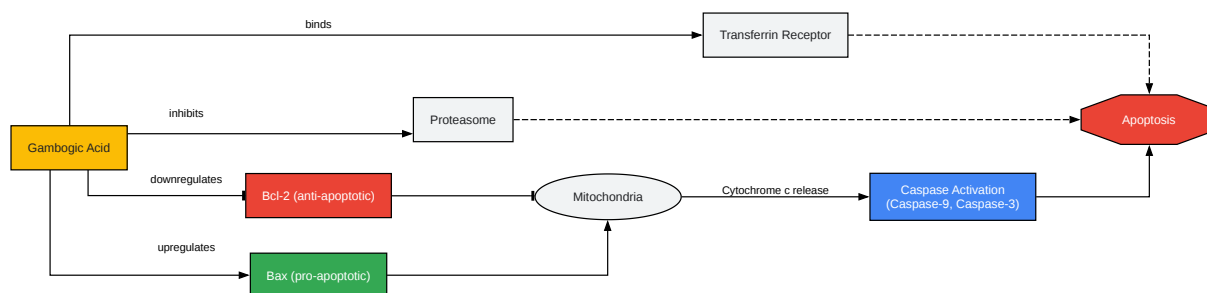 binds
Transferrin Receptor
inhibits
Proteasome
Apoptosis
Gambogic Acid
downregulates
Bcl-2 (anti-apoptotic)
Mitochondria
Cytochrome c release
Caspase Activation
(Caspase-9, Caspase-3)
upregulates
Bax (pro-apoptotic)